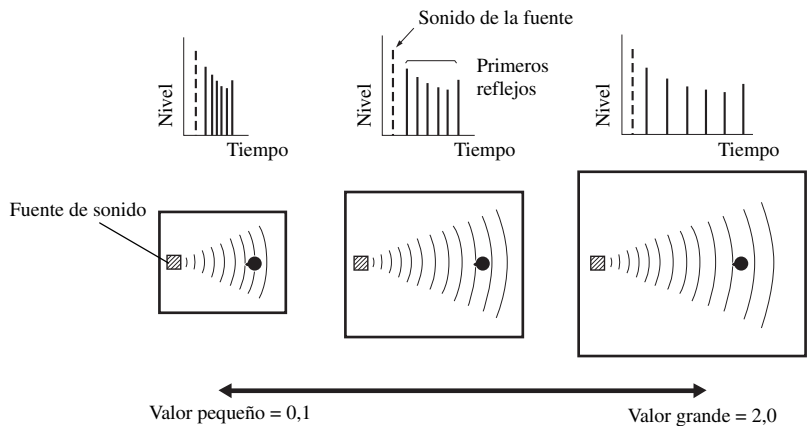 Sonido de la fuente
Primeros
reflejos
Nivel
Tiempo
Nivel
Tiempo
Nivel
Tiempo
Fuente de sonido
Valor pequeño = 0,1
Valor grande = 2,0